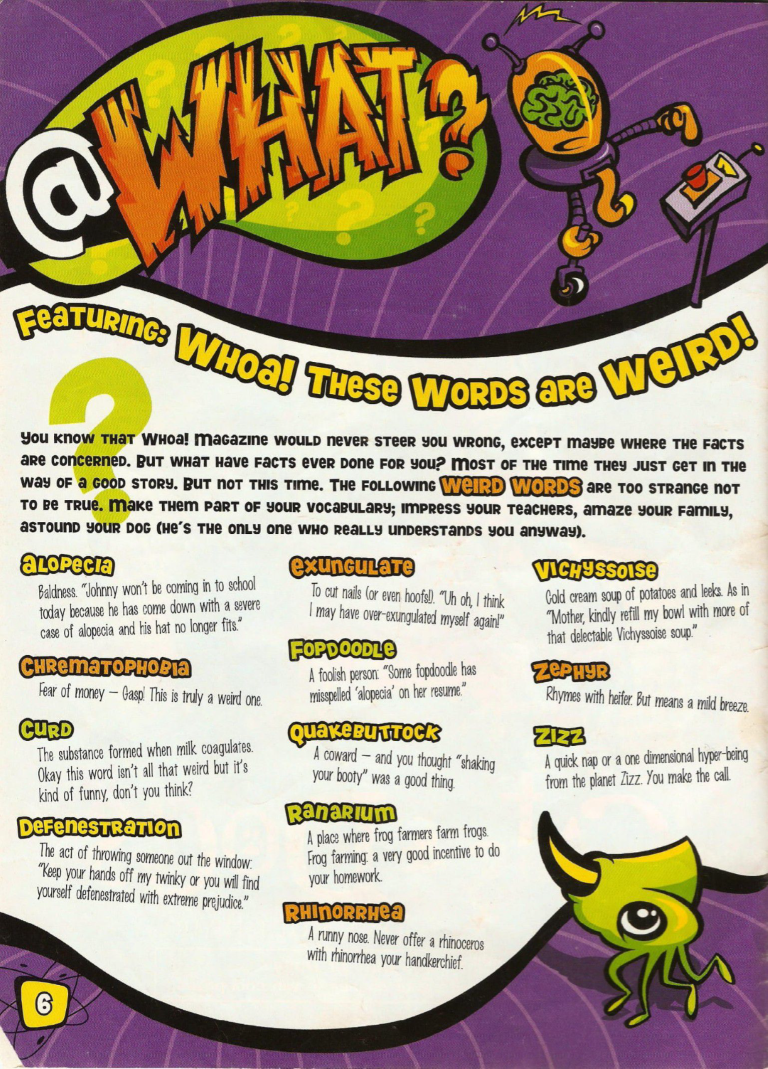 @WHAT?
FEATURING: WHOA! THESE WORDS ARE WEIRD!
?
YOU KNOW THAT WHOA! MAGAZINE WOULD NEVER STEER YOU WRONG, EXCEPT MAYBE WHERE THE FACTS
ARE CONCERNED. BUT WHAT HAVE FACTS EVER DONE FOR YOU? MOST OF THE TIME THEY JUST GET IN THE
WAY OF A GOOD STORY. BUT NOT THIS TIME. THE FOLLOWING WEIRD WORDS ARE TOO STRANGE NOT
TO BE TRUE. MAKE THEM PART OF YOUR VOCABULARY; IMPRESS YOUR TEACHERS, AMAZE YOUR FAMILY,
ASTOUND YOUR DOG (HE'S THE ONLY ONE WHO REALLY UNDERSTANDS YOU ANYWAY).
ALOPECIA
Baldness. "Johnny won't be coming in to school
today because he has come down with a severe
case of alopecia and his hat no longer fits."
CHREMATOPHOBIA
Fear of money – Gasp! This is truly a weird one.
CURD
The substance formed when milk coagulates.
Okay this word isn't all that weird but it's
kind of funny, don't you think?
DEFENESTRATION
The act of throwing someone out the window:
"Keep your hands off my twinky or you will find
yourself defenestrated with extreme prejudice."
EXUNGULATE
To cut nails (or even hoofs!). "Uh oh, I think
I may have over-exungulated myself again!"
FOPDOODLE
A foolish person. "Some fopdoodle has
misspelled 'alopecia' on her resume."
QUAKEBUTTOCK
A coward – and you thought "shaking
your booty" was a good thing.
RANARIUM
A place where frog farmers farm frogs.
Frog farming: a very good incentive to do
your homework.
RHINORRHEA
A runny nose. Never offer a rhinoceros
with rhinorrhea your handkerchief.
VICHYSSOISE
Cold cream soup of potatoes and leeks. As in
"Mother, kindly refill my bowl with more of
that delectable Vichyssoise soup."
ZEPHYR
Rhymes with heifer. But means a mild breeze.
ZIZZ
A quick nap or a one dimensional hyper-being
from the planet Zizz. You make the call.
6